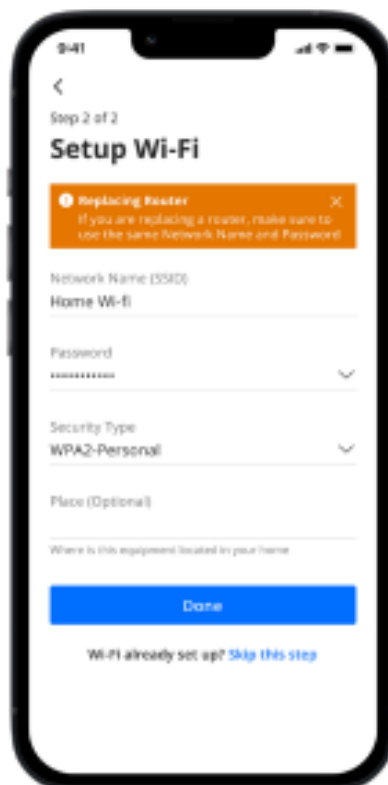 9:41
Step 2 of 2
Setup Wi-Fi
Replacing Router
If you are replacing a router, make sure to
use the same Network Name and Password
Network Name (SSID)
Home Wi-fi
Password
•••••••••••
Security Type
WPA2-Personal
Place (Optional)
Where is this equipment located in your home
Done
Wi-Fi already set up? Skip this step